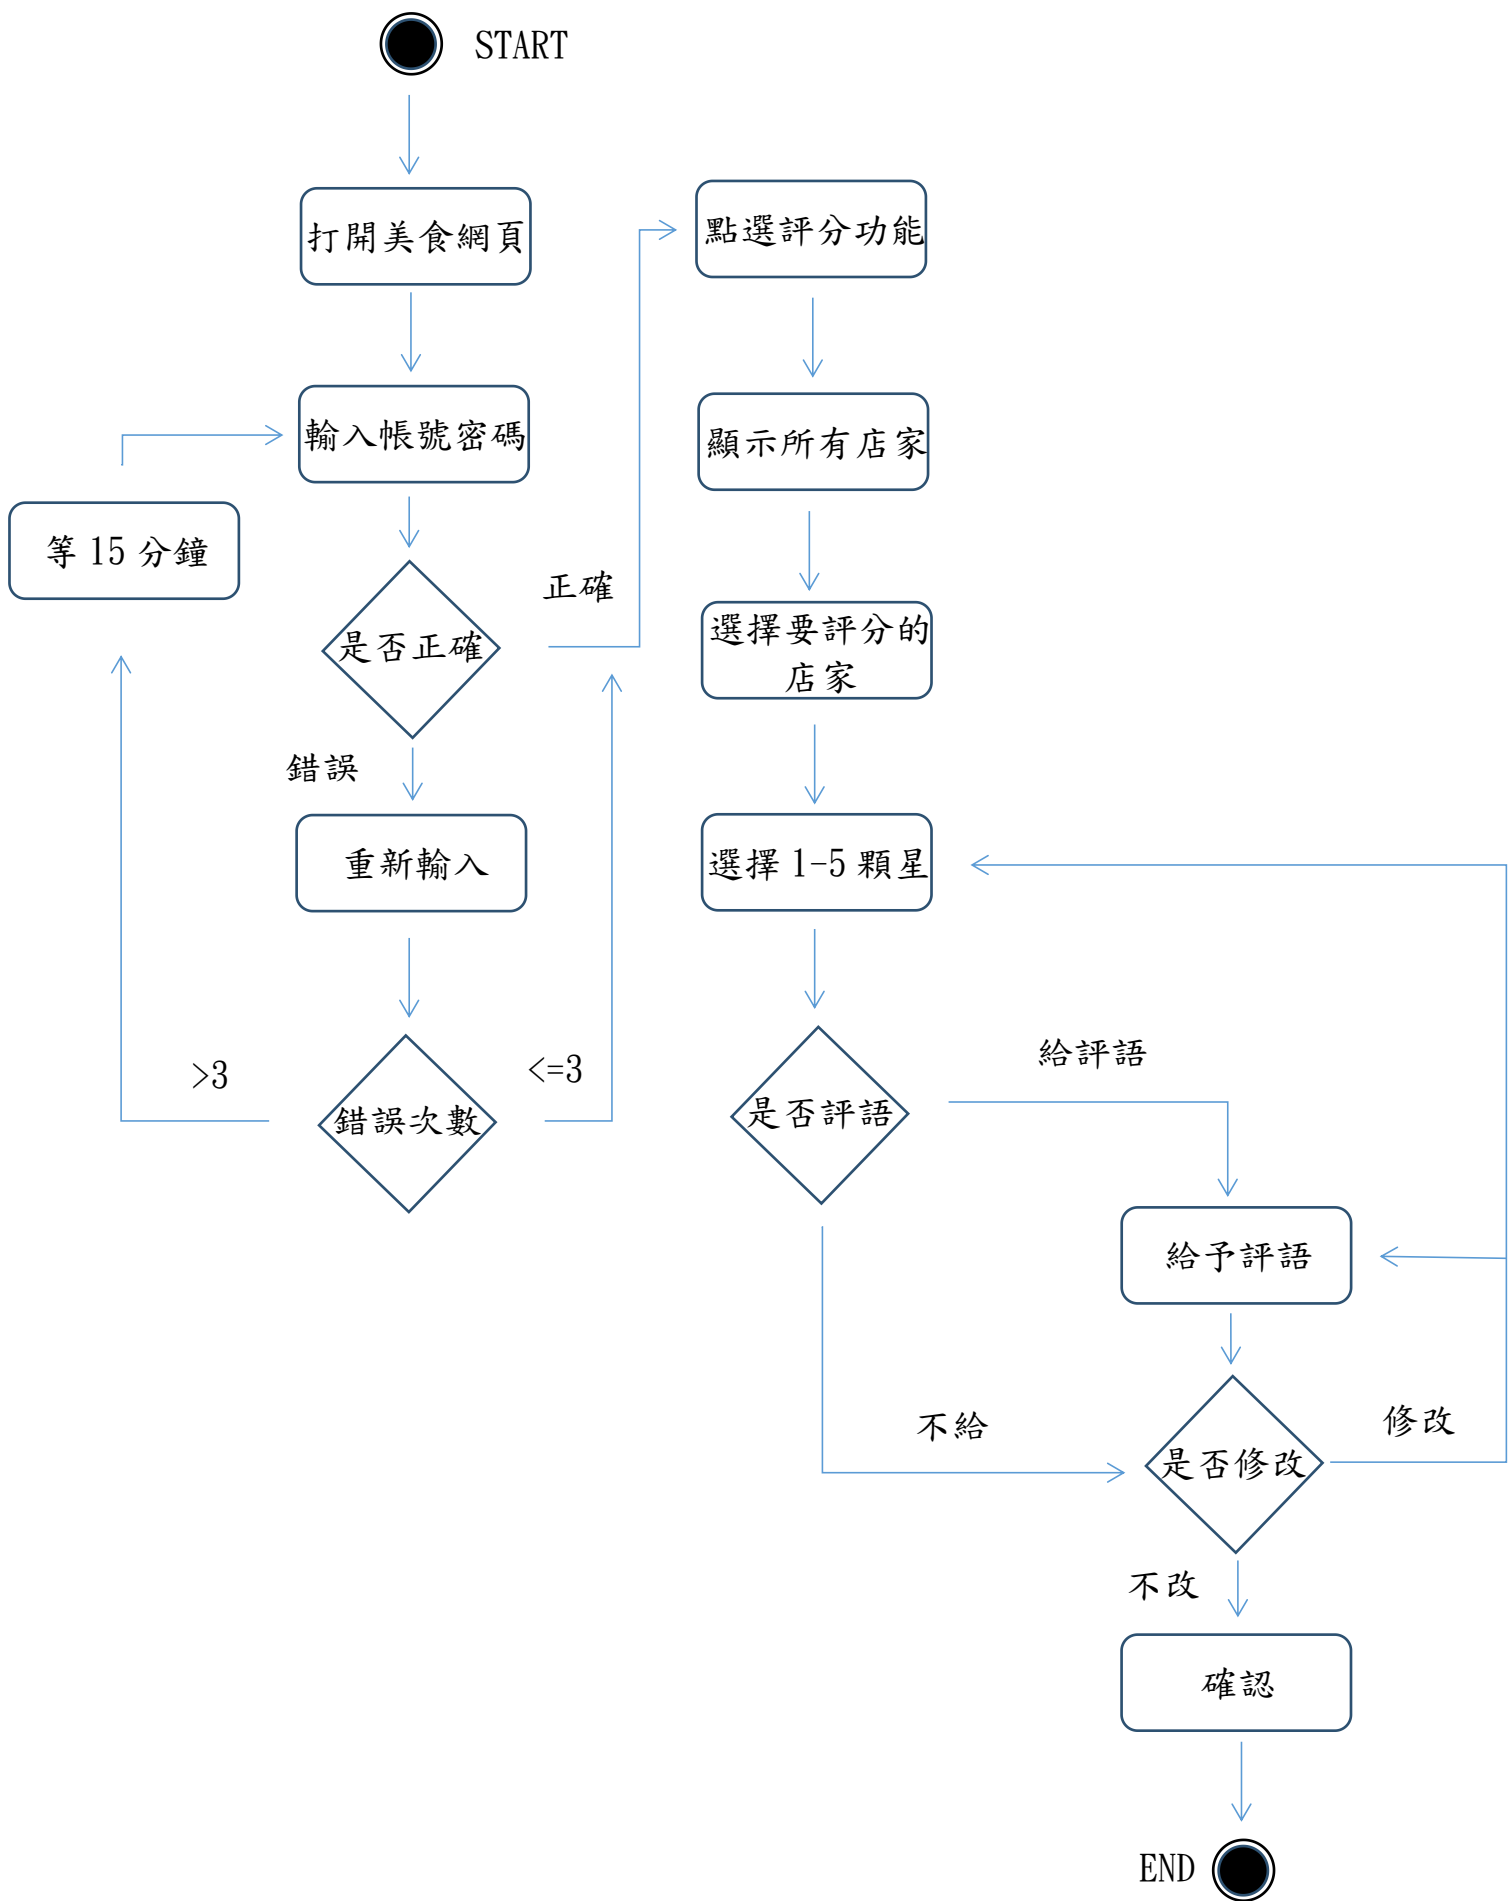 START
打開美食網頁
輸入帳號密碼
等 15 分鐘
是否正確
正確
錯誤
重新輸入
錯誤次數
>3
<=3
點選評分功能
顯示所有店家
選擇要評分的
店家
選擇 1-5 顆星
是否評語
給評語
給予評語
不給
是否修改
修改
不改
確認
END